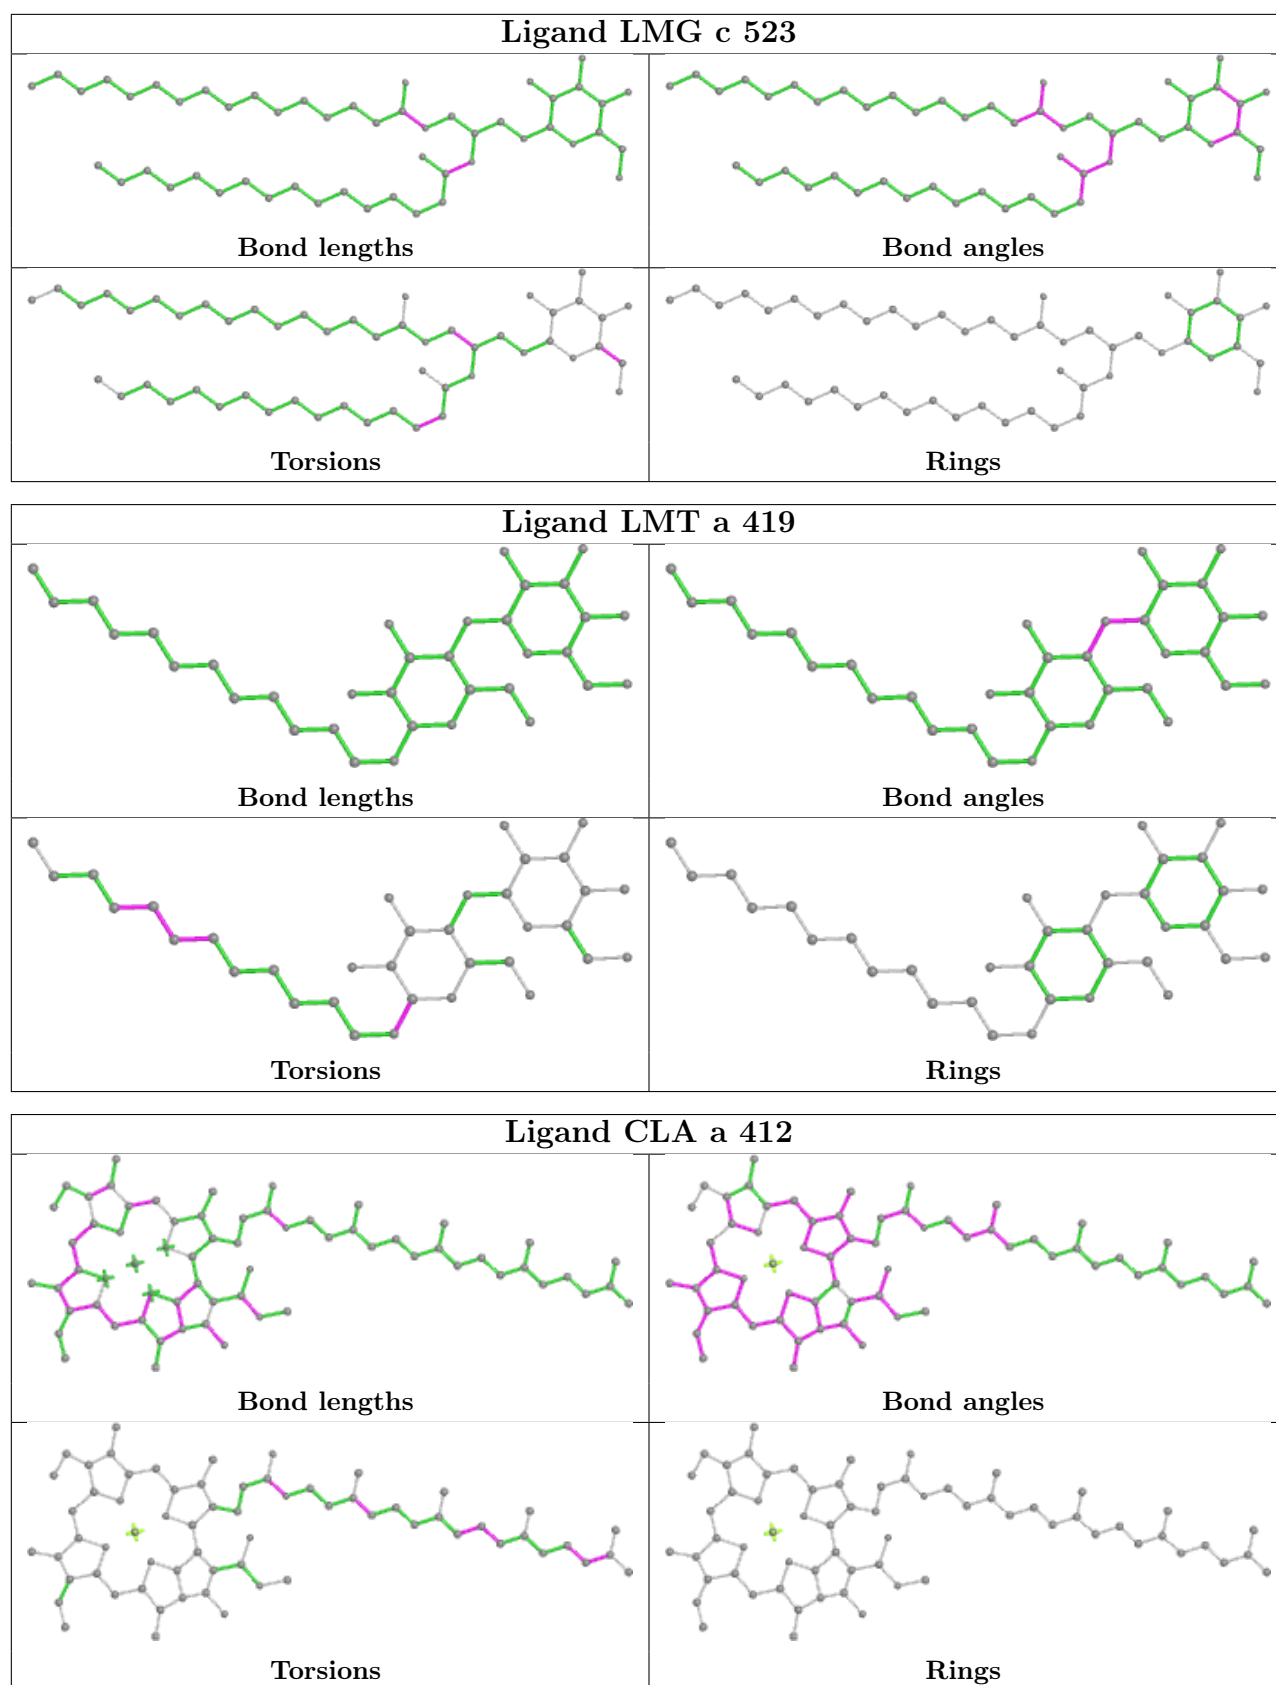 Ligand LMG c 523
Bond lengths
Bond angles
Torsions
Rings
Ligand LMT a 419
Bond lengths
Bond angles
Torsions
Rings
Ligand CLA a 412
Bond lengths
Bond angles
Torsions
Rings